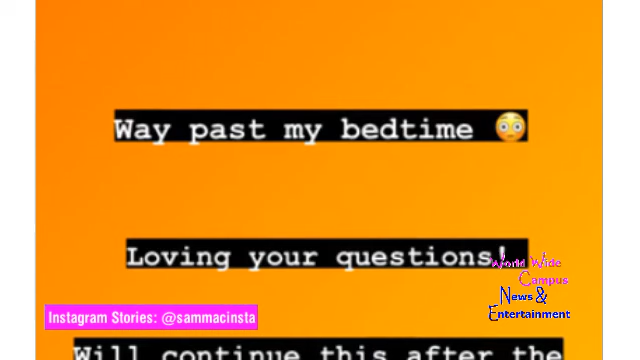 Way past my bedtime 😳
Loving your questions!
World Wide
Campus
News &
Entertainment
Instagram Stories: @sammacinsta
Will continue this after the